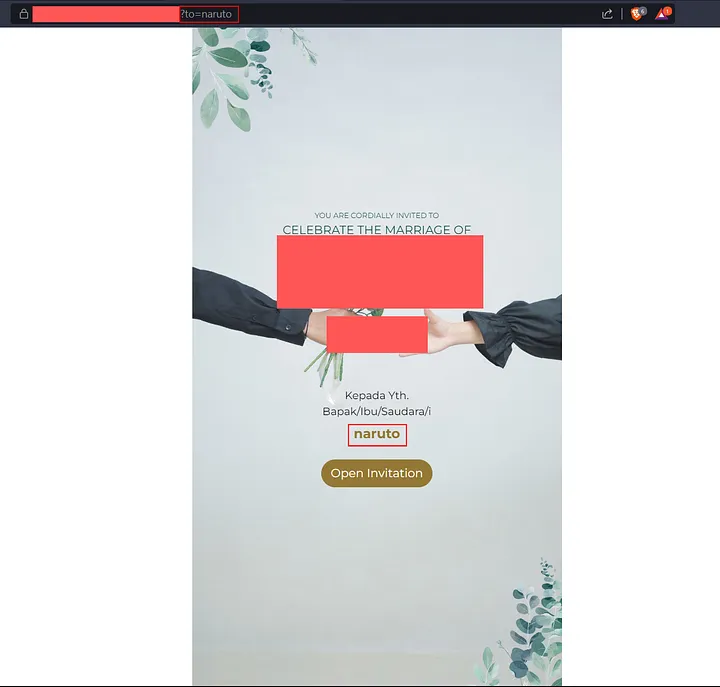 ?to=naruto
YOU ARE CORDIALLY INVITED TO
CELEBRATE THE MARRIAGE OF
Kepada Yth.
Bapak/Ibu/Saudara/i
naruto
Open Invitation